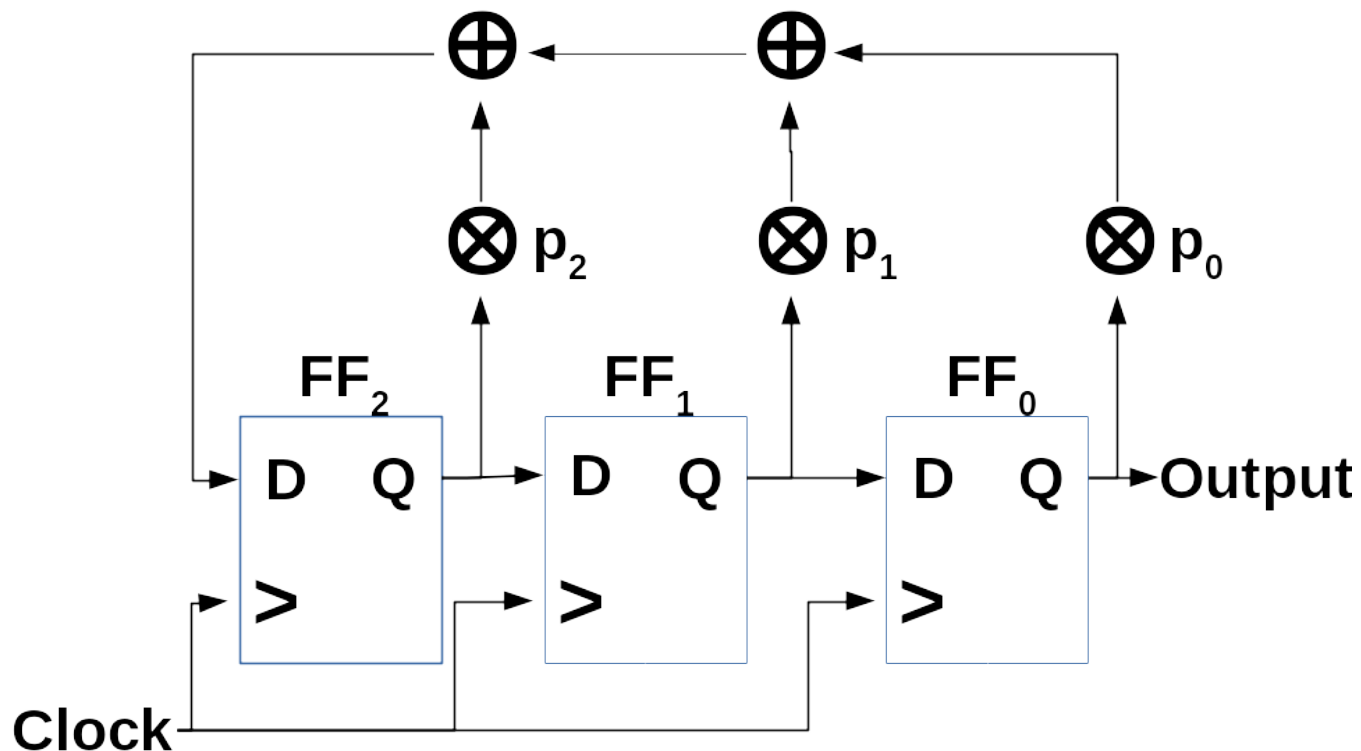 p₂ p₁ p₀
FF₂ FF₁ FF₀
D Q D Q D Q Output
> > >
Clock